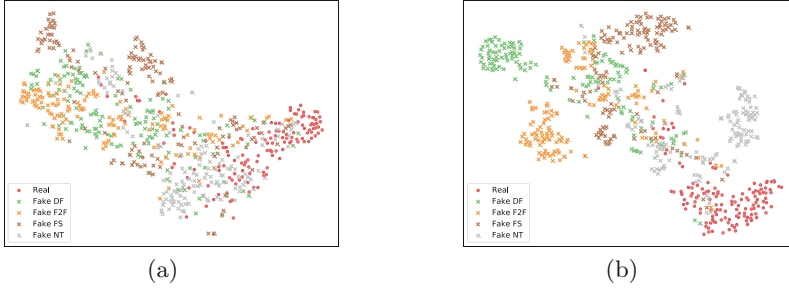 Real
Fake DF
Fake F2F
Fake FS
Fake NT
(a)
Real
Fake DF
Fake F2F
Fake FS
Fake NT
(b)